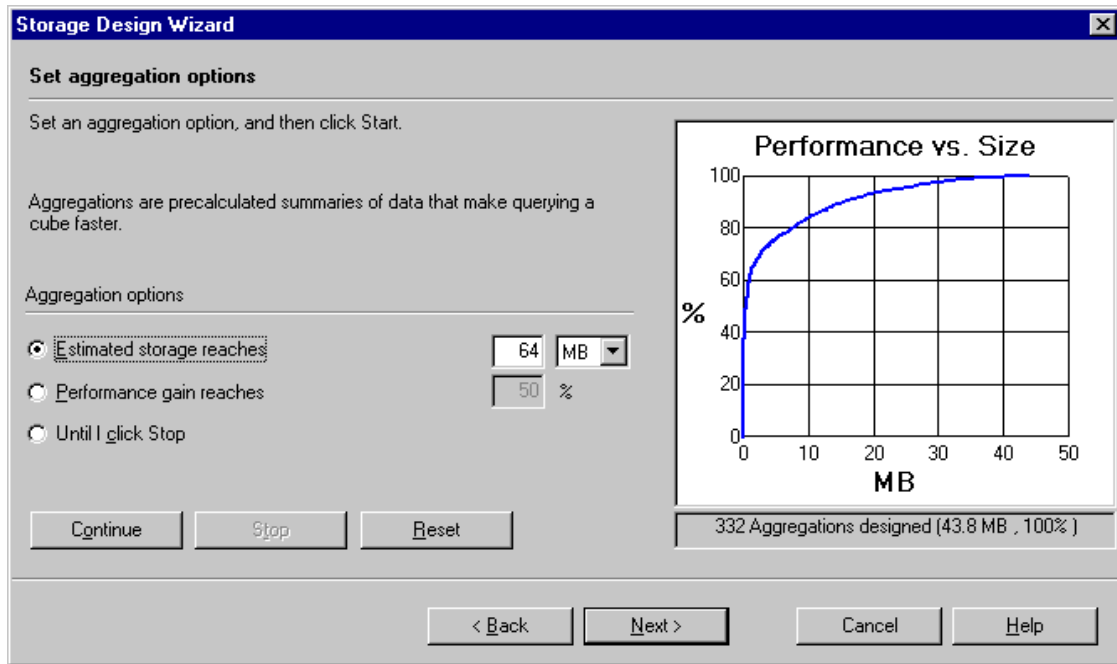 Storage Design Wizard
Set aggregation options
Set an aggregation option, and then click Start.
Aggregations are precalculated summaries of data that make querying a
cube faster.
Aggregation options
Estimated storage reaches 64 MB
Performance gain reaches 50 %
Until I click Stop
Continue Stop Reset
Performance vs. Size
100
80
60
%
40
20
0
0 10 20 30 40 50
MB
332 Aggregations designed (43.8 MB , 100% )
< Back Next > Cancel Help